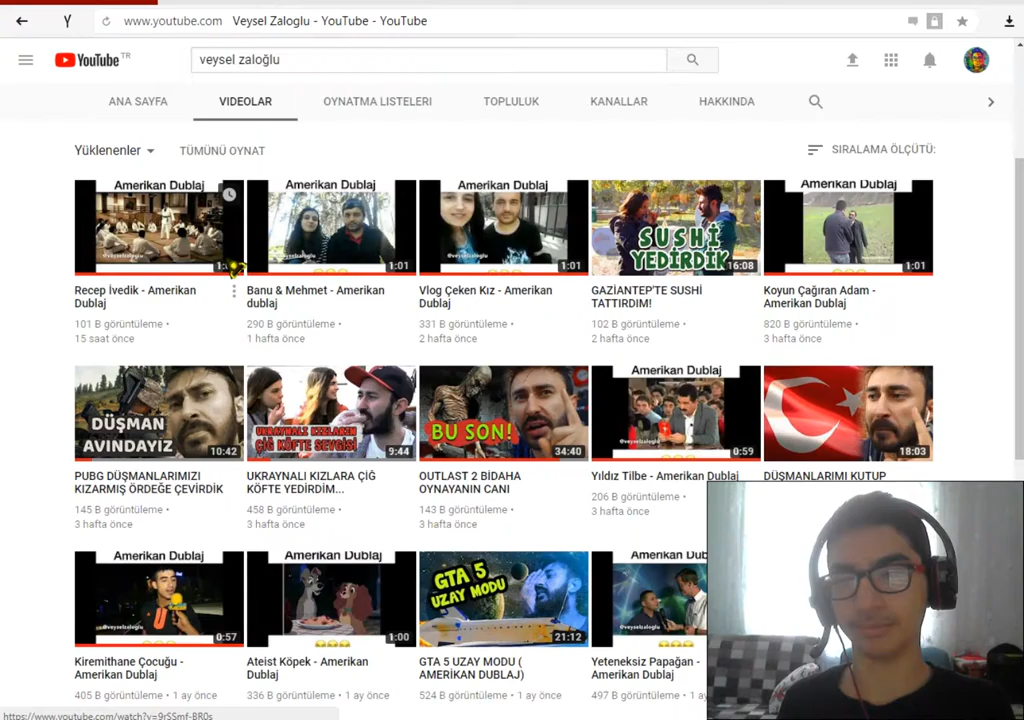 www.youtube.com Veysel Zaloglu - YouTube - YouTube
YouTube TR
veysel zaloğlu
ANA SAYFA VIDEOLAR OYNATMA LISTELERI TOPLULUK KANALLAR HAKKINDA
Yüklenenler TÜMÜNÜ OYNAT SIRALAMA ÖLÇÜTÜ:
Amerikan Dublaj
Amerikan Dublaj
@veyselzaloglu
1:01
Amerikan Dublaj
@veyselzaloglu
1:01
SUSHİ
YEDİRDİK
16:08
Amerikan Dublaj
1:01
Recep İvedik - Amerikan
Dublaj
101 B görüntüleme •
15 saat önce
Banu & Mehmet - Amerikan
dublaj
290 B görüntüleme •
1 hafta önce
Vlog Çeken Kız - Amerikan
Dublaj
331 B görüntüleme •
2 hafta önce
GAZİANTEP'TE SUSHİ
TATTIRDIM!
102 B görüntüleme •
2 hafta önce
Koyun Çağıran Adam -
Amerikan Dublaj
820 B görüntüleme •
3 hafta önce
DÜŞMAN
AVINDAYIZ
10:42
UKRAYNALI KIZLARIN
ÇİĞ KÖFTE SEVGİSİ
9:44
BU SON!
34:40
Amerikan Dublaj
@veyselzaloglu
0:59
18:03
PUBG DÜŞMANLARIMIZI
KIZARMIŞ ÖRDEĞE ÇEVİRDİK
145 B görüntüleme •
3 hafta önce
UKRAYNALI KIZLARA ÇİĞ
KÖFTE YEDİRDİM...
458 B görüntüleme •
3 hafta önce
OUTLAST 2 BİDAHA
OYNAYANIN CANI
143 B görüntüleme •
3 hafta önce
Yıldız Tilbe - Amerikan Dublaj
206 B görüntüleme •
3 hafta önce
DÜŞMANLARIMI KUTUP
Amerikan Dublaj
@veyselzaloglu
0:57
Amerikan Dublaj
@veyselzaloglu
1:00
GTA 5
UZAY MODU
21:12
Amerikan Dub
@veyselzaloglu
Kiremithane Çocuğu -
Amerikan Dublaj
405 B görüntüleme • 1 ay önce
Ateist Köpek - Amerikan
Dublaj
336 B görüntüleme • 1 ay önce
GTA 5 UZAY MODU (
AMERİKAN DUBLAJ)
524 B görüntüleme • 1 ay önce
Yeteneksiz Papağan -
Amerikan Dublaj
497 B görüntüleme • 1 ay
https://www.youtube.com/watch?v=9rSSmf-BR0s